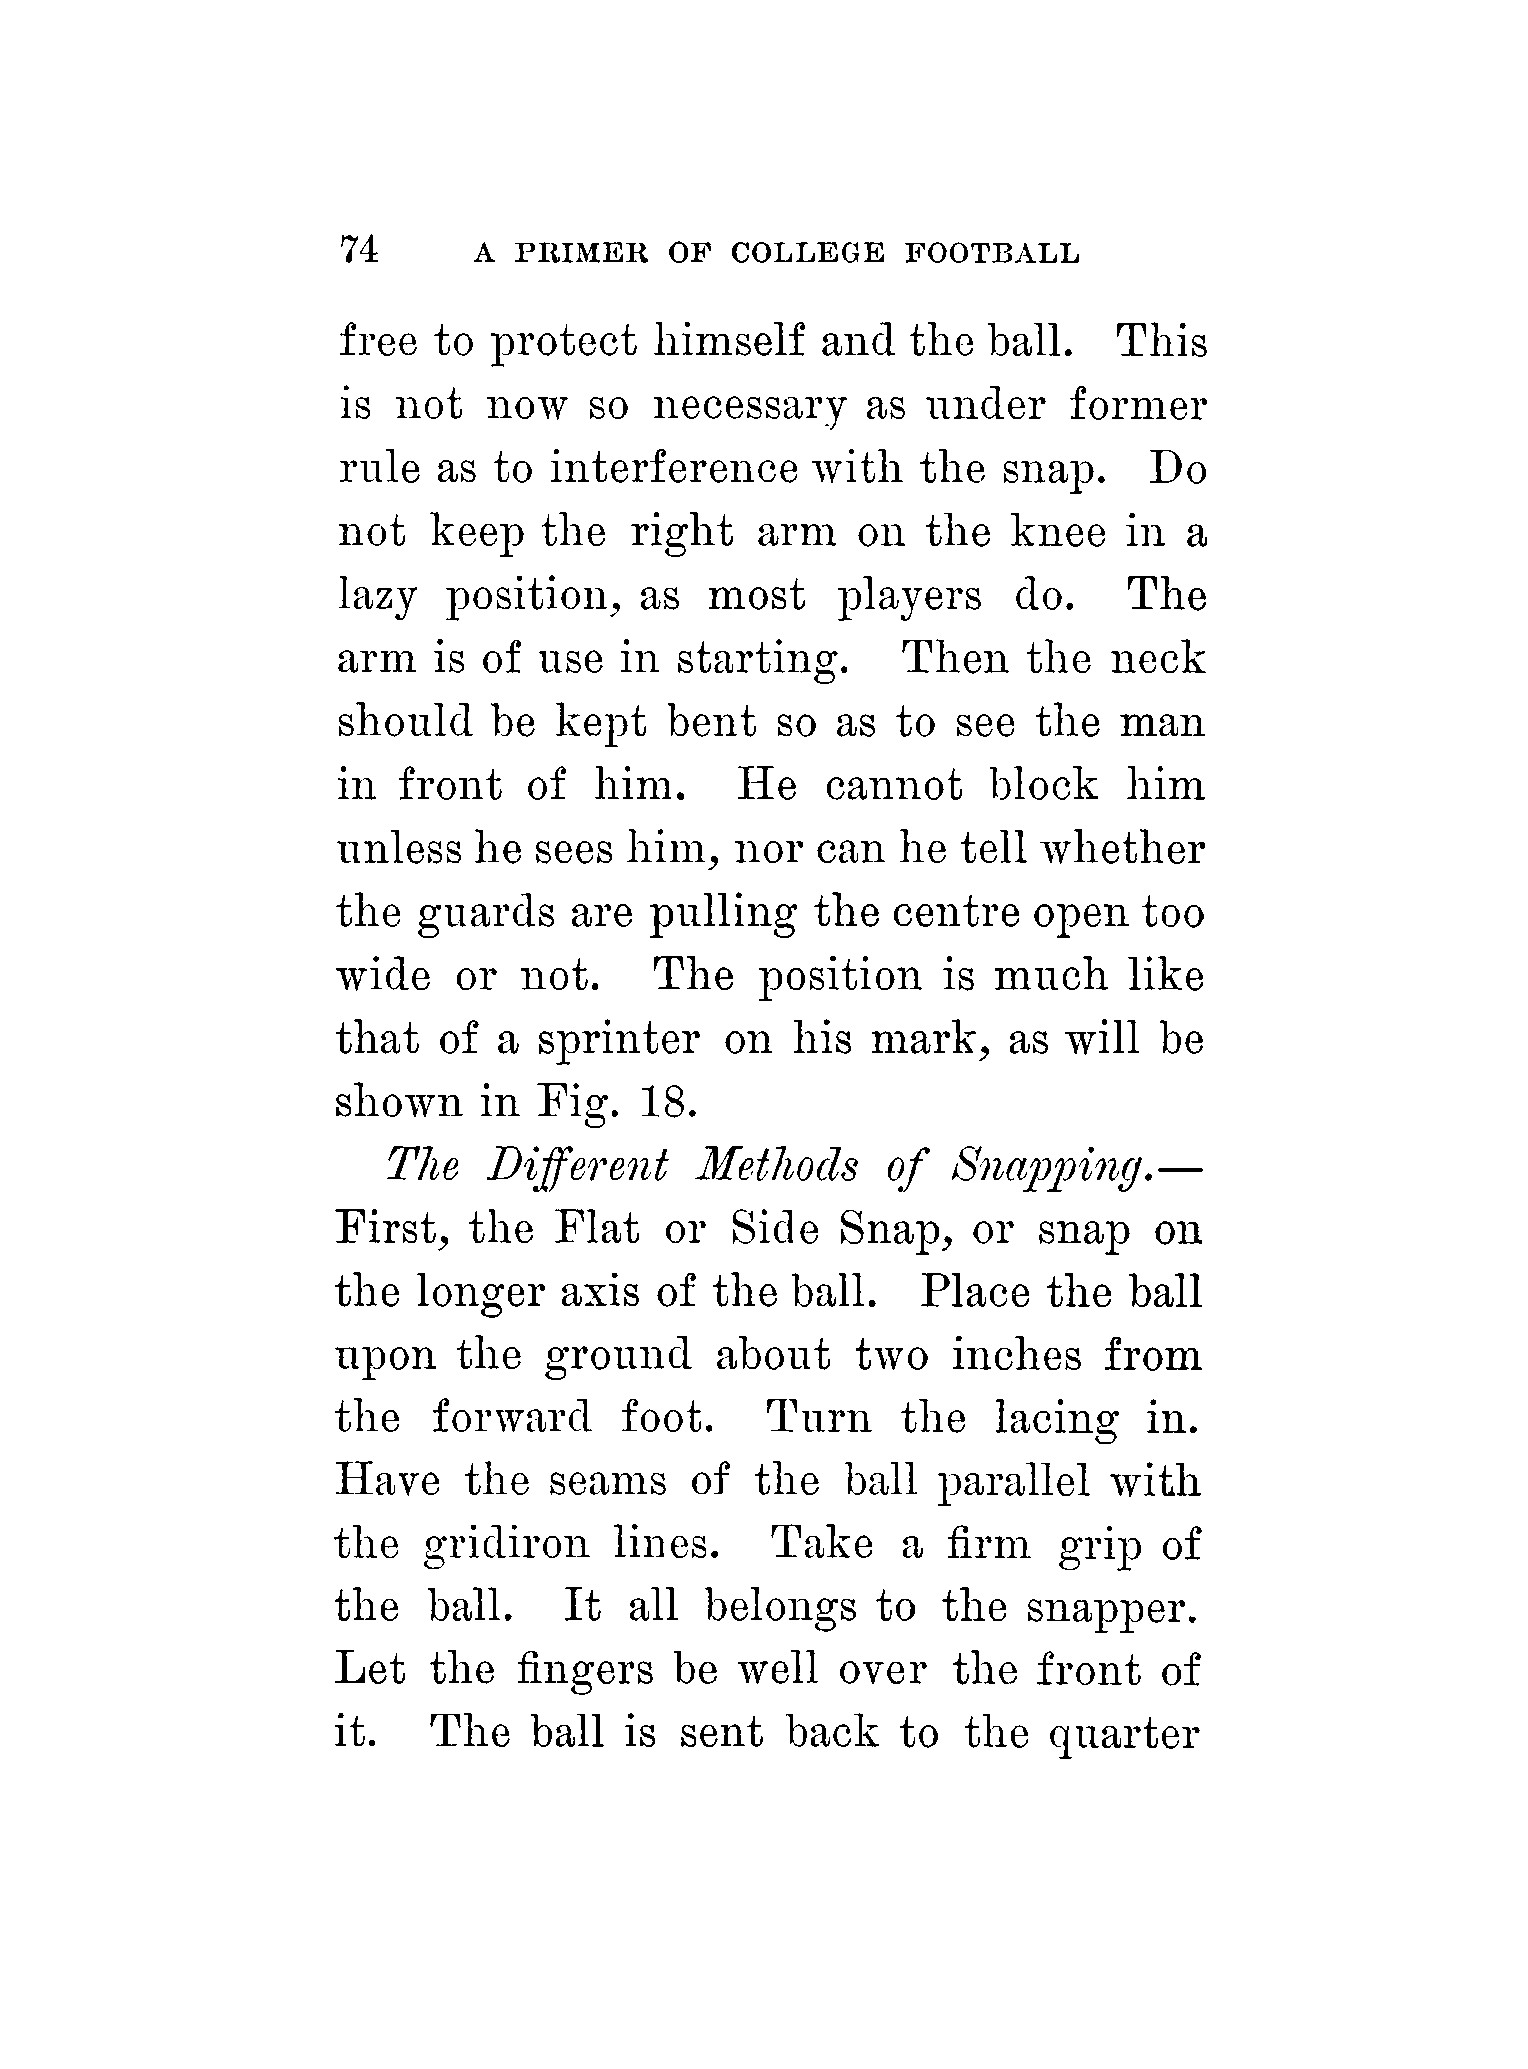 74 A PRIMER OF COLLEGE FOOTBALL
free to protect himself and the ball. This
is not now so necessary as under former
rule as to interference with the snap. Do
not keep the right arm on the knee in a
lazy position, as most players do. The
arm is of use in starting. Then the neck
should be kept bent so as to see the man
in front of him. He cannot block him
unless he sees him, nor can he tell whether
the guards are pulling the centre open too
wide or not. The position is much like
that of a sprinter on his mark, as will be
shown in Fig. 18.
The Different Methods of Snapping.—
First, the Flat or Side Snap, or snap on
the longer axis of the ball. Place the ball
upon the ground about two inches from
the forward foot. Turn the lacing in.
Have the seams of the ball parallel with
the gridiron lines. Take a firm grip of
the ball. It all belongs to the snapper.
Let the fingers be well over the front of
it. The ball is sent back to the quarter